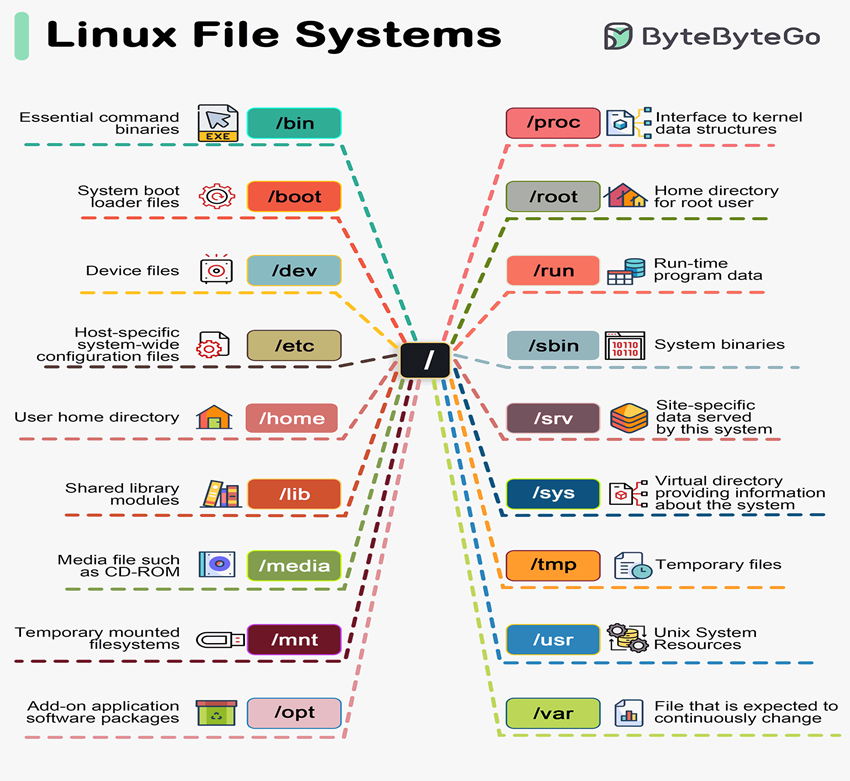 Linux File Systems
ByteByteGo
Essential command
binaries
EXE
/bin
System boot
loader files
/boot
Device files
/dev
Host-specific
system-wide
configuration files
/etc
User home directory
/home
Shared library
modules
/lib
Media file such
as CD-ROM
/media
Temporary mounted
filesystems
/mnt
Add-on application
software packages
/opt
/
/proc
Interface to kernel
data structures
/root
Home directory
for root user
/run
Run-time
program data
/sbin
10110
10110
System binaries
/srv
Site-specific
data served
by this system
/sys
Virtual directory
providing information
about the system
/tmp
Temporary files
/usr
Unix System
Resources
/var
File that is expected to
continuously change